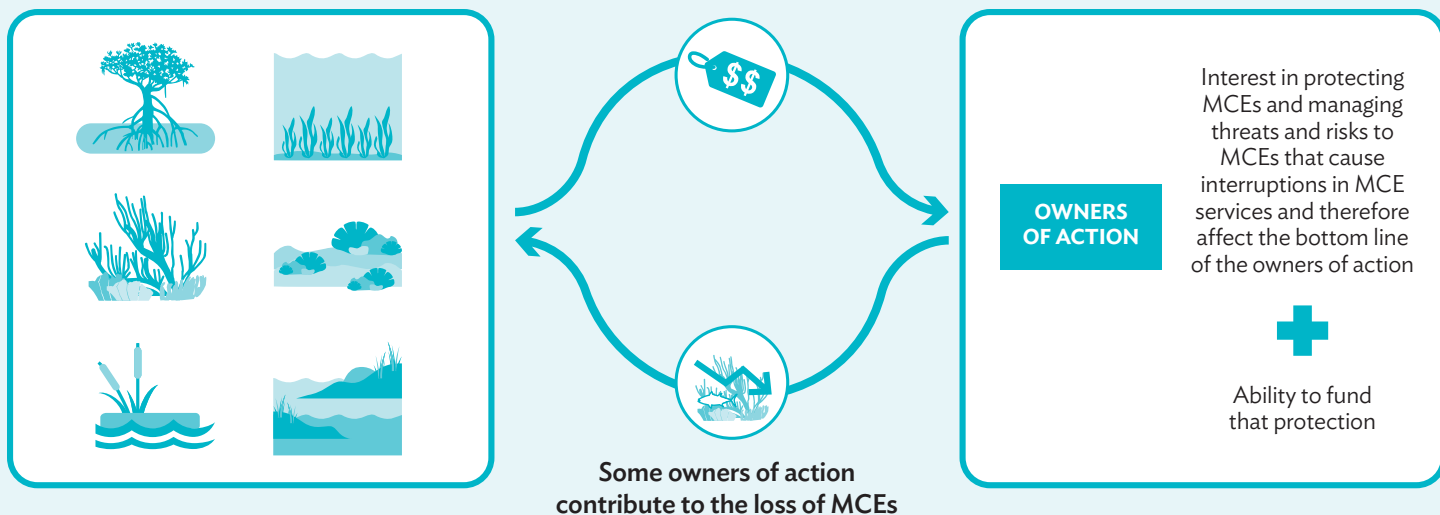 $$
Some owners of action
contribute to the loss of MCEs
OWNERS
OF ACTION
Interest in protecting
MCEs and managing
threats and risks to
MCEs that cause
interruptions in MCE
services and therefore
affect the bottom line
of the owners of action
Ability to fund
that protection